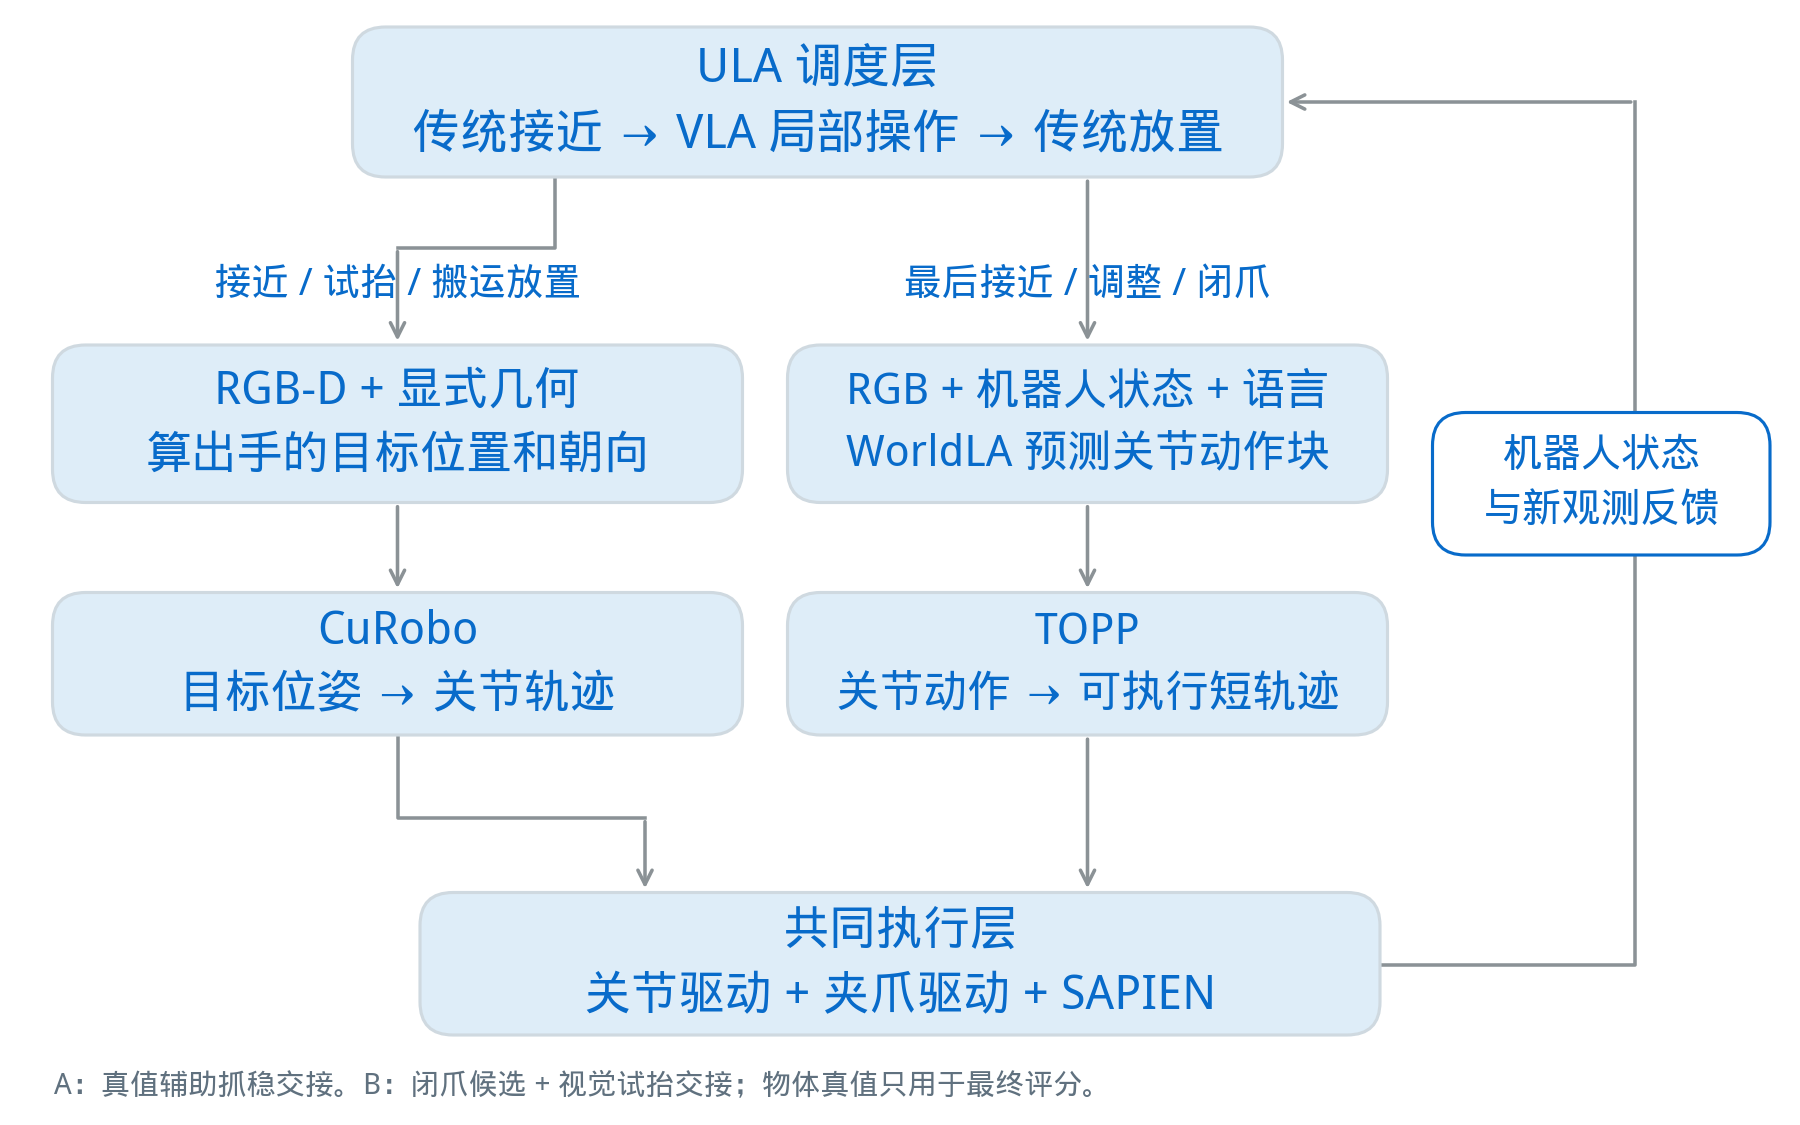 ULA 调度层
传统接近 → VLA 局部操作 → 传统放置
接近 / 试抬 / 搬运放置
最后接近 / 调整 / 闭爪
RGB-D + 显式几何
算出手的目标位置和朝向
RGB + 机器人状态 + 语言
WorldLA 预测关节动作块
机器人状态
与新观测反馈
CuRobo
目标位姿 → 关节轨迹
TOPP
关节动作 → 可执行短轨迹
共同执行层
关节驱动 + 夹爪驱动 + SAPIEN
A：真值辅助抓稳交接。B：闭爪候选 + 视觉试抬交接；物体真值只用于最终评分。